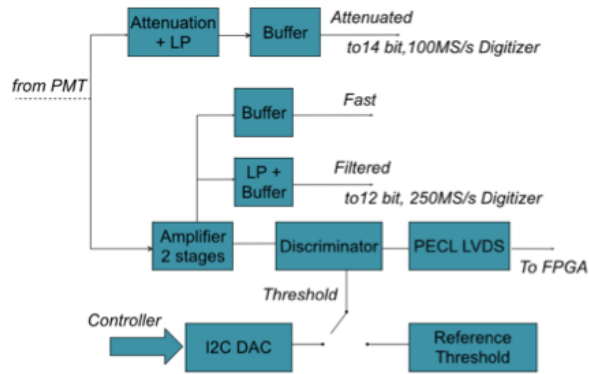 Attenuation
+ LP
Buffer
Attenuated
to14 bit,100MS/s Digitizer
from PMT
Buffer
Fast
LP +
Buffer
Filtered
to12 bit, 250MS/s Digitizer
Amplifier
2 stages
Discriminator
PECL LVDS
To FPGA
Threshold
Controller
I2C DAC
Reference
Threshold